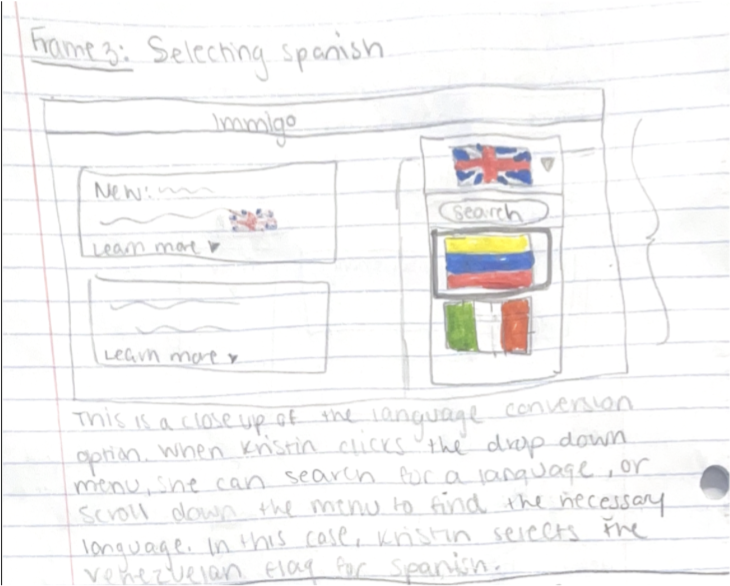 Frame 3: Selecting spanish
Immigo
New:
Learn more
Learn more
search
This is a close up of the language conversion
option. When Kristin clicks the drop down
menu, she can search for a language, or
scroll down the menu to find the necessary
language. In this case, Kristin selects the
venezuelan flag for spanish.